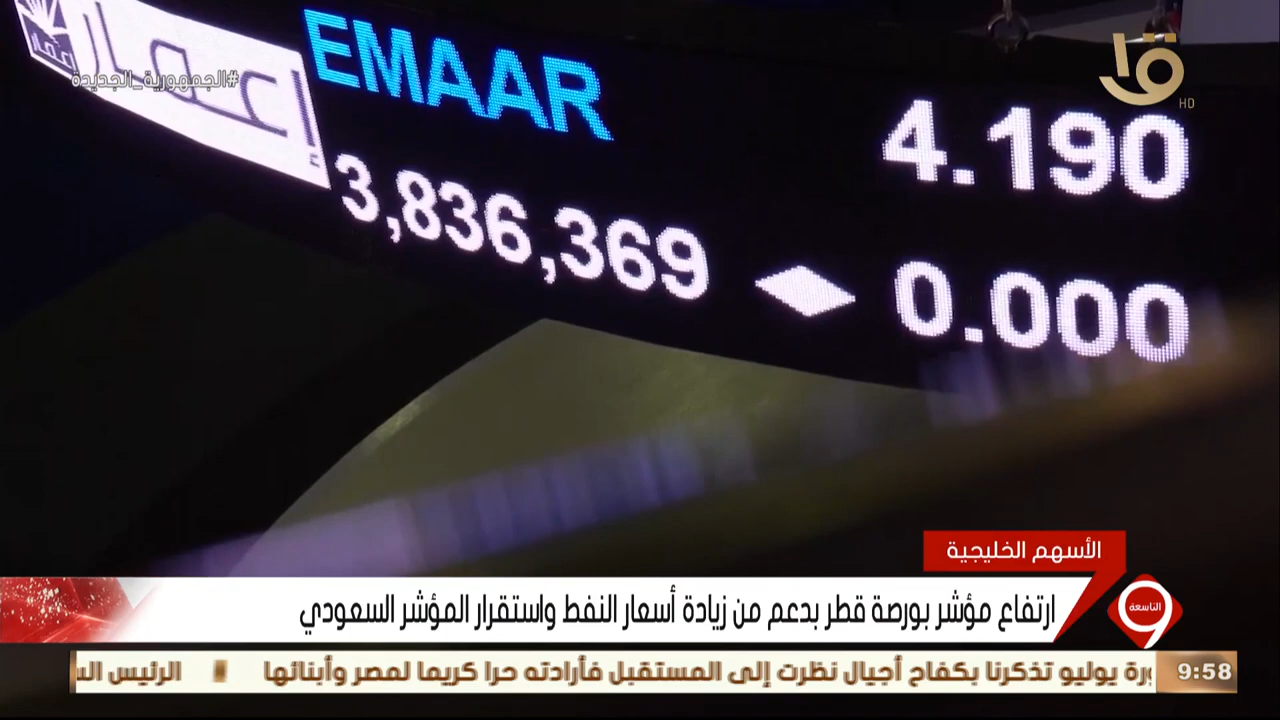 EMAAR
إعمار
إعمار
#الجمهورية_الجديدة
HD
4.190
3,836,369
0.000
الأسهم الخليجية
ارتفاع مؤشر بورصة قطر بدعم من زيادة أسعار النفط واستقرار المؤشر السعودي
التاسعة
9
يوليو تذكرنا بكفاح أجيال نظرت إلى المستقبل فأرادته حرا كريما لمصر وأبنائها
الرئيس
9:58